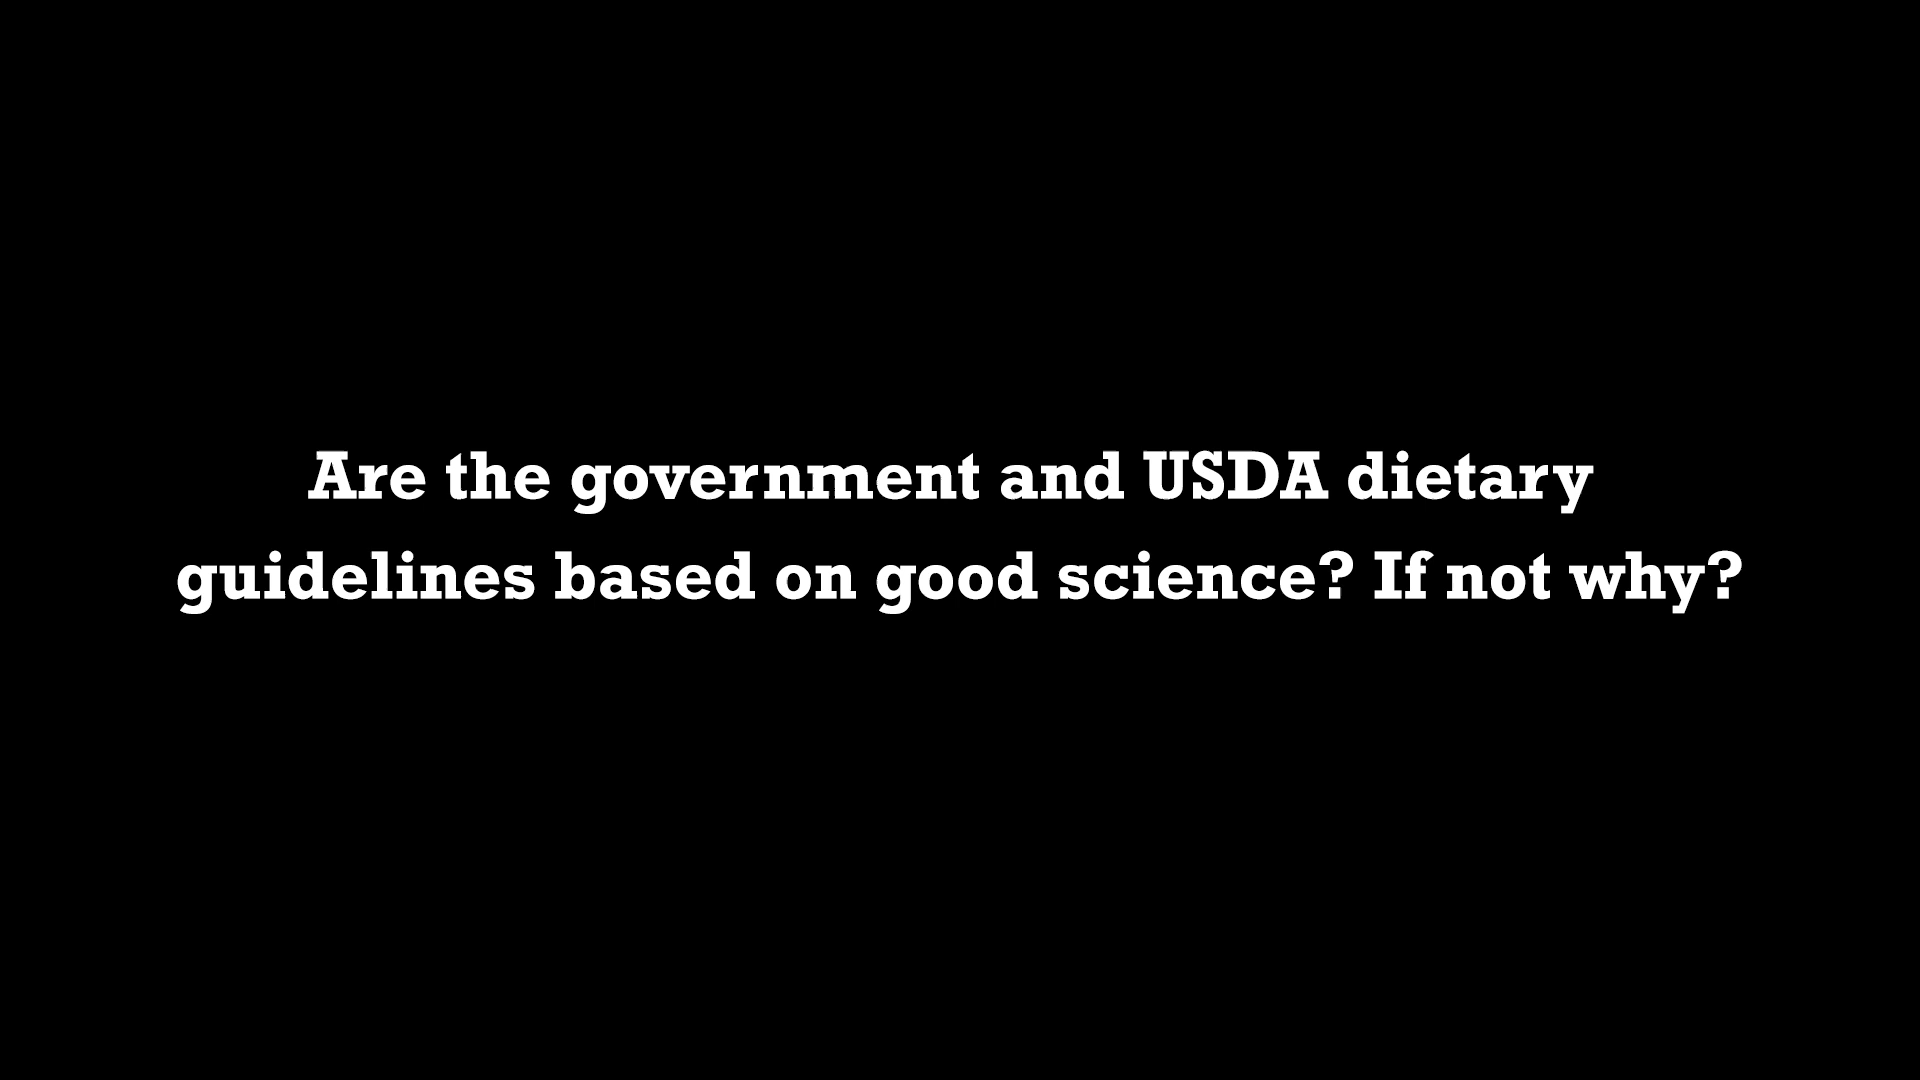 Are the government and USDA dietary
guidelines based on good science? If not why?